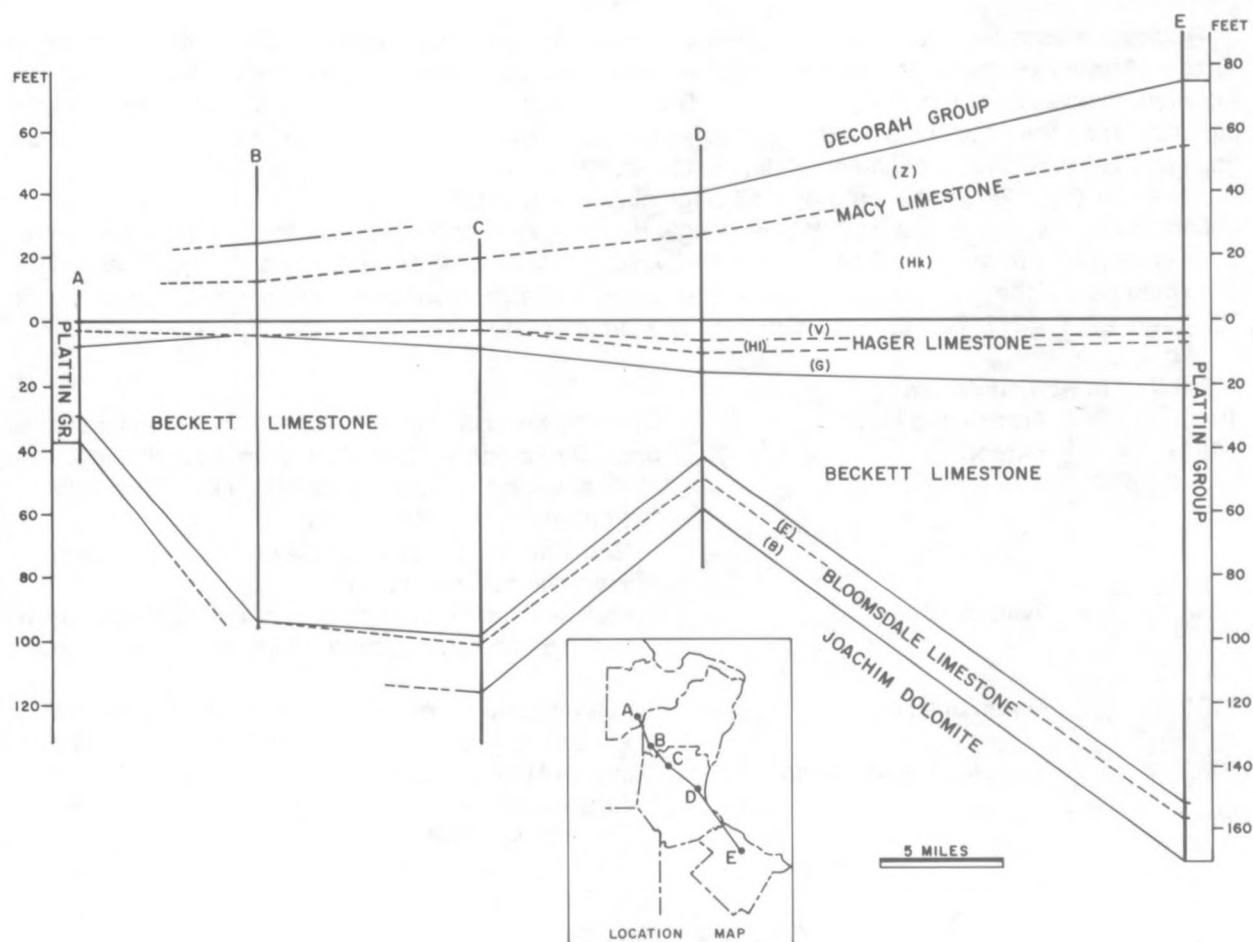 E
FEET
FEET
80
60
60
B
D
DECORAH GROUP
40
(Z)
40
MACY LIMESTONE
C
20
(Hk)
20
A
0
(V)
0
(Hl)
HAGER LIMESTONE
(G)
20
20
PLATTIN GR.
BECKETT LIMESTONE
40
BECKETT LIMESTONE
40
PLATTIN GROUP
60
(E)
60
(B)
80
BLOOMSDALE LIMESTONE
80
100
JOACHIM DOLOMITE
100
120
120
A
B
C
D
E
140
5 MILES
160
LOCATION MAP